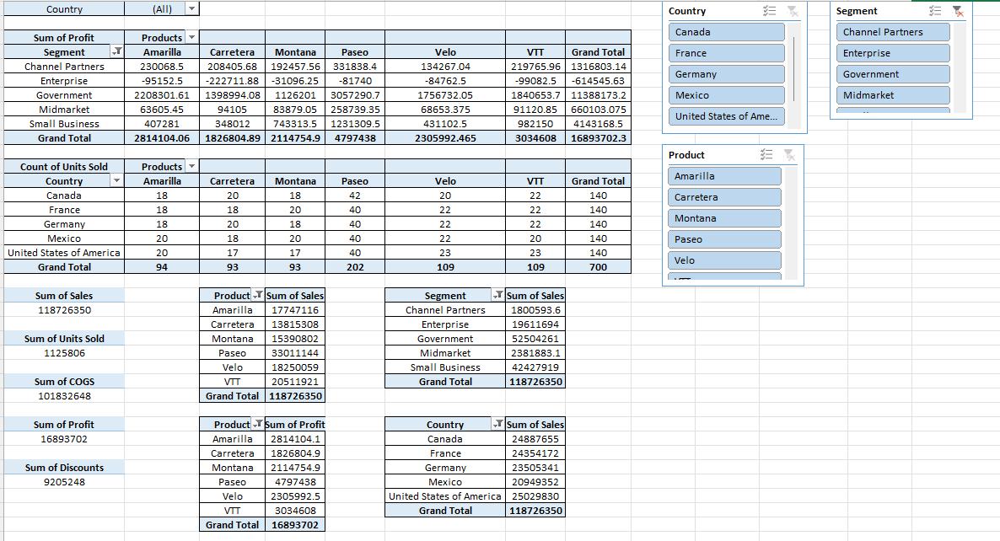 Country (All)
Sum of Profit Products
Segment Amarilla Carretera Montana Paseo Velo VTT Grand Total
Channel Partners 230068.5 208405.68 192457.56 331838.4 134267.04 219765.96 1316803.14
Enterprise -95152.5 -222711.88 -31096.25 -81740 -84762.5 -99082.5 -614545.63
Government 2208301.61 1398994.08 1126201 3057290.7 1756732.05 1840653.7 11388173.2
Midmarket 63605.45 94105 83879.05 258739.35 68653.375 91120.85 660103.075
Small Business 407281 348012 743313.5 1231309.5 431102.5 982150 4143168.5
Grand Total 2814104.06 1826804.89 2114754.9 4797438 2305992.465 3034608 16893702.3
Count of Units Sold Products
Country Amarilla Carretera Montana Paseo Velo VTT Grand Total
Canada 18 20 18 42 20 22 140
France 18 18 20 40 22 22 140
Germany 18 20 18 40 22 22 140
Mexico 20 18 20 40 22 20 140
United States of America 20 17 17 40 23 23 140
Grand Total 94 93 93 202 109 109 700
Sum of Sales
118726350
Sum of Units Sold
1125806
Sum of COGS
101832648
Sum of Profit
16893702
Sum of Discounts
9205248
Product Sum of Sales
Amarilla 17747116
Carretera 13815308
Montana 15390802
Paseo 33011144
Velo 18250059
VTT 20511921
Grand Total 118726350
Product Sum of Profit
Amarilla 2814104.1
Carretera 1826804.9
Montana 2114754.9
Paseo 4797438
Velo 2305992.5
VTT 3034608
Grand Total 16893702
Segment Sum of Sales
Channel Partners 1800593.6
Enterprise 19611694
Government 52504261
Midmarket 2381883.1
Small Business 42427919
Grand Total 118726350
Country Sum of Sales
Canada 24887655
France 24354172
Germany 23505341
Mexico 20949352
United States of America 25029830
Grand Total 118726350
Country
Canada
France
Germany
Mexico
United States of Ame...
Segment
Channel Partners
Enterprise
Government
Midmarket
Product
Amarilla
Carretera
Montana
Paseo
Velo